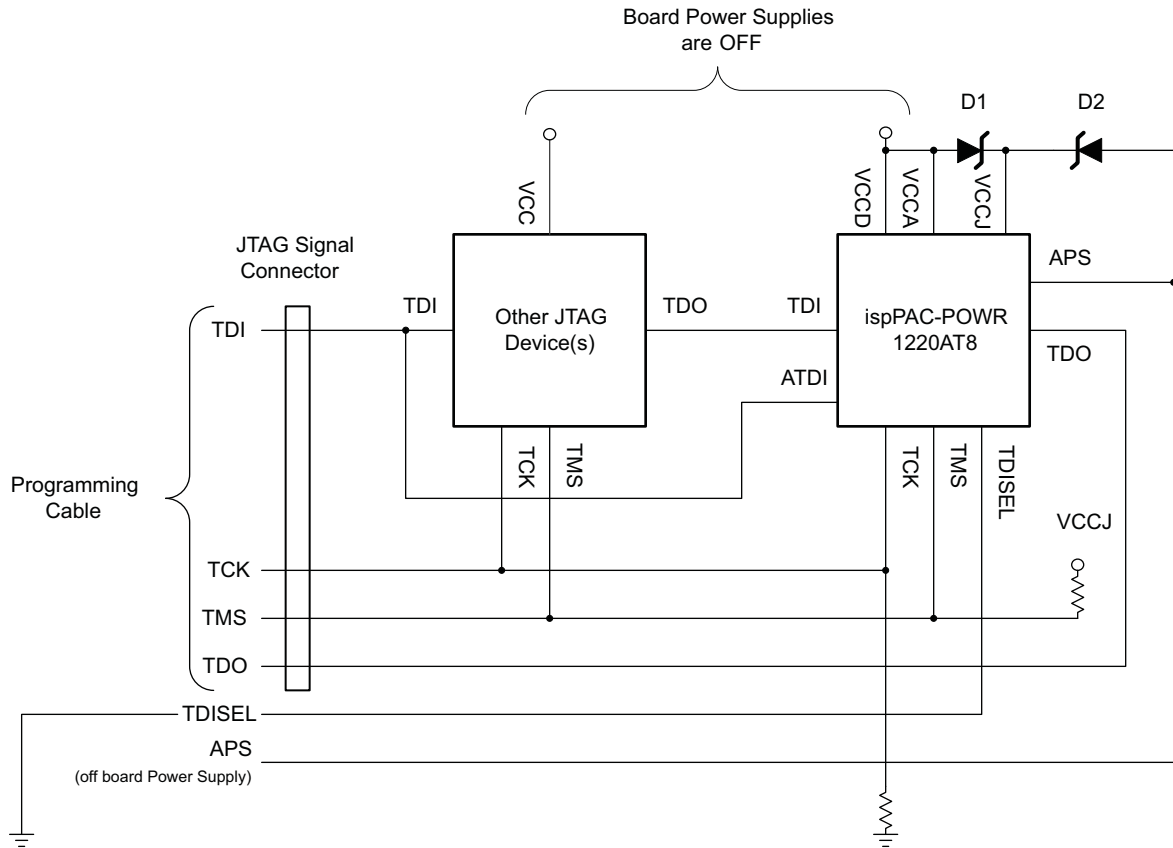 Board Power Supplies
are OFF
D1
D2
VCC
VCCD
VCCA
VCCJ
JTAG Signal
Connector
APS
TDI
TDI
TDO
TDI
Other JTAG
Device(s)
ispPAC-POWR
1220AT8
TDO
ATDI
TCK
TMS
TCK
TMS
TDISEL
Programming
Cable
VCCJ
TCK
TMS
TDO
TDISEL
APS
(off board Power Supply)